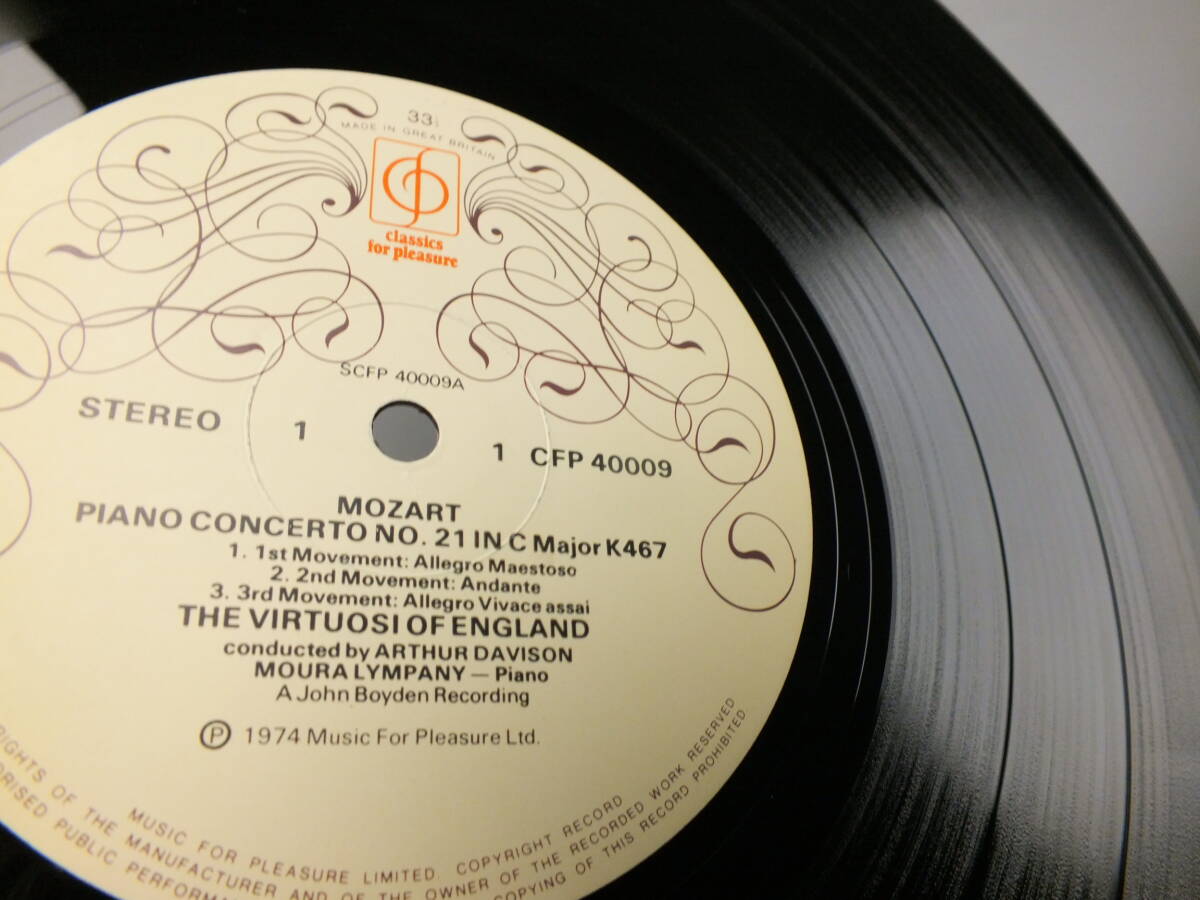 33⅓
MADE IN GREAT BRITAIN
classics
for pleasure
SCFP 40009A
STEREO
1
1 CFP 40009
MOZART
PIANO CONCERTO NO. 21 IN C Major K467
1. 1st Movement: Allegro Maestoso
2. 2nd Movement: Andante
3. 3rd Movement: Allegro Vivace assai
THE VIRTUOSI OF ENGLAND
conducted by ARTHUR DAVISON
MOURA LYMPANY — Piano
A John Boyden Recording
Ⓟ 1974 Music For Pleasure Ltd.
MUSIC FOR PLEASURE LIMITED. COPYRIGHT RECORD
OF THE MANUFACTURER AND OF THE OWNER OF THE RECORDED WORK RESERVED
PUBLIC COPYING OF THIS RECORD PROHIBITED